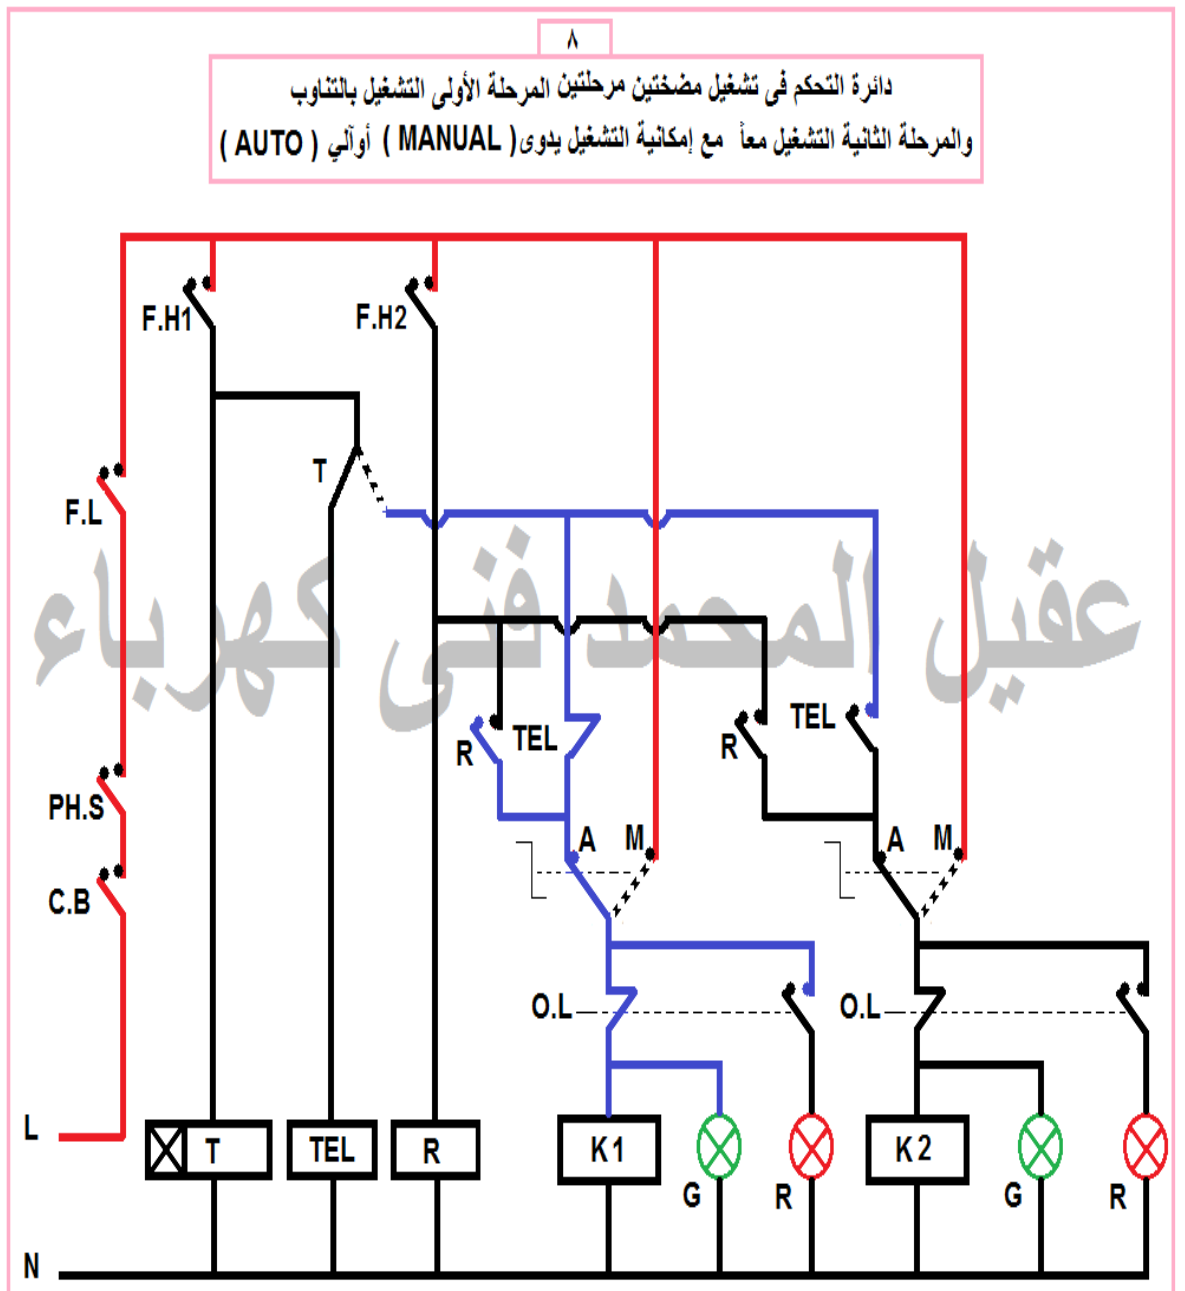 ٨
دائرة التحكم فى تشغيل مضختين مرحلتين المرحلة الأولى التشغيل بالتناوب
والمرحلة الثانية التشغيل معاً مع إمكانية التشغيل يدوى ( MANUAL ) أوآلي ( AUTO )
F.H1
F.H2
T
F.L
عقيل المحمد فنى كهرباء
R
TEL
R
TEL
PH.S
A
M
A
M
C.B
O.L
O.L
L
T
TEL
R
K1
K2
G
R
G
R
N